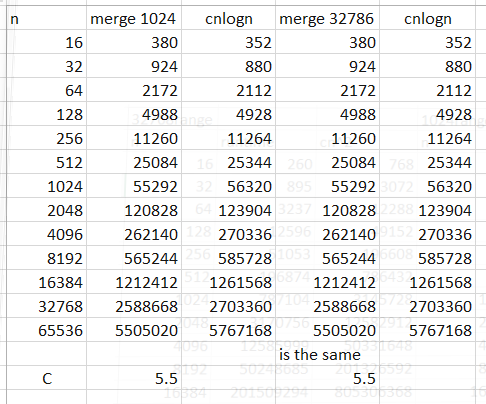 n merge 1024 cnlogn merge 32786 cnlogn
16 380 352 380 352
32 924 880 924 880
64 2172 2112 2172 2112
128 4988 4928 4988 4928
256 11260 11264 11260 11264
512 25084 25344 25084 25344
1024 55292 56320 55292 56320
2048 120828 123904 120828 123904
4096 262140 270336 262140 270336
8192 565244 585728 565244 585728
16384 1212412 1261568 1212412 1261568
32768 2588668 2703360 2588668 2703360
65536 5505020 5767168 5505020 5767168
is the same
C 5.5 5.5